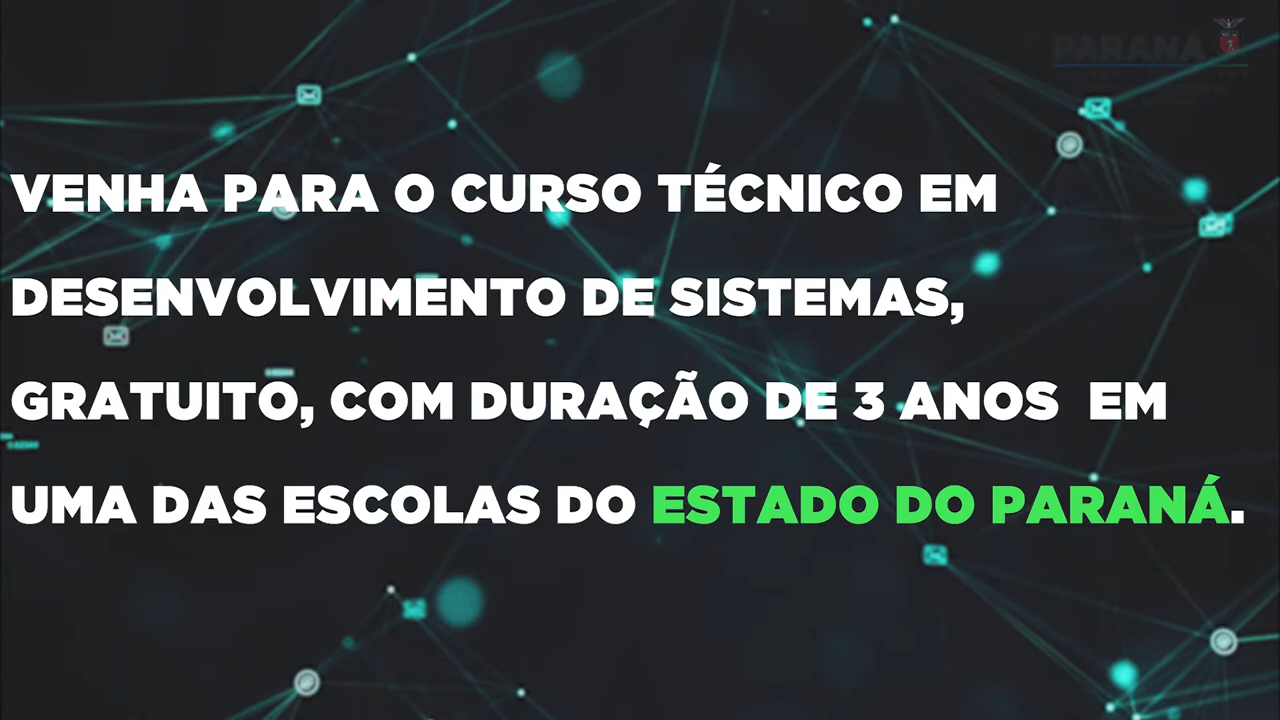 PARANÁ
VENHA PARA O CURSO TÉCNICO EM
DESENVOLVIMENTO DE SISTEMAS,
GRATUITO, COM DURAÇÃO DE 3 ANOS  EM
UMA DAS ESCOLAS DO ESTADO DO PARANÁ.